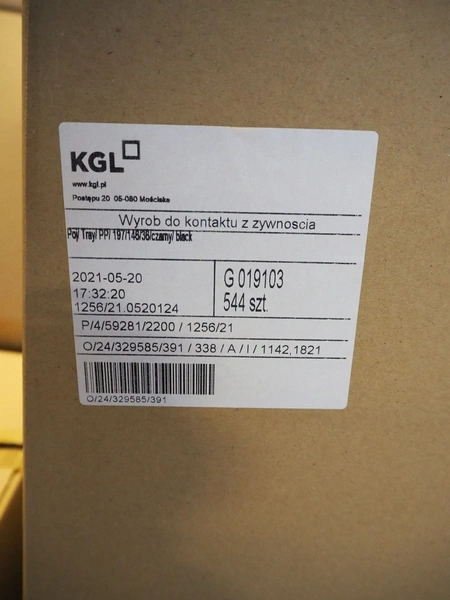 KGL
www.kgl.pl
Postępu 20 05-080 Mościska
Wyrob do kontaktu z zywnoscia
Poj/ Tray/ PP/ 197/148/36/czarny/ black
2021-05-20
17:32:20
1256/21.0520124
G 019103
544 szt.
P/4/59281/2200 / 1256/21
O/24/329585/391 / 338 / A / I / 1142,1821
O/24/329585/391